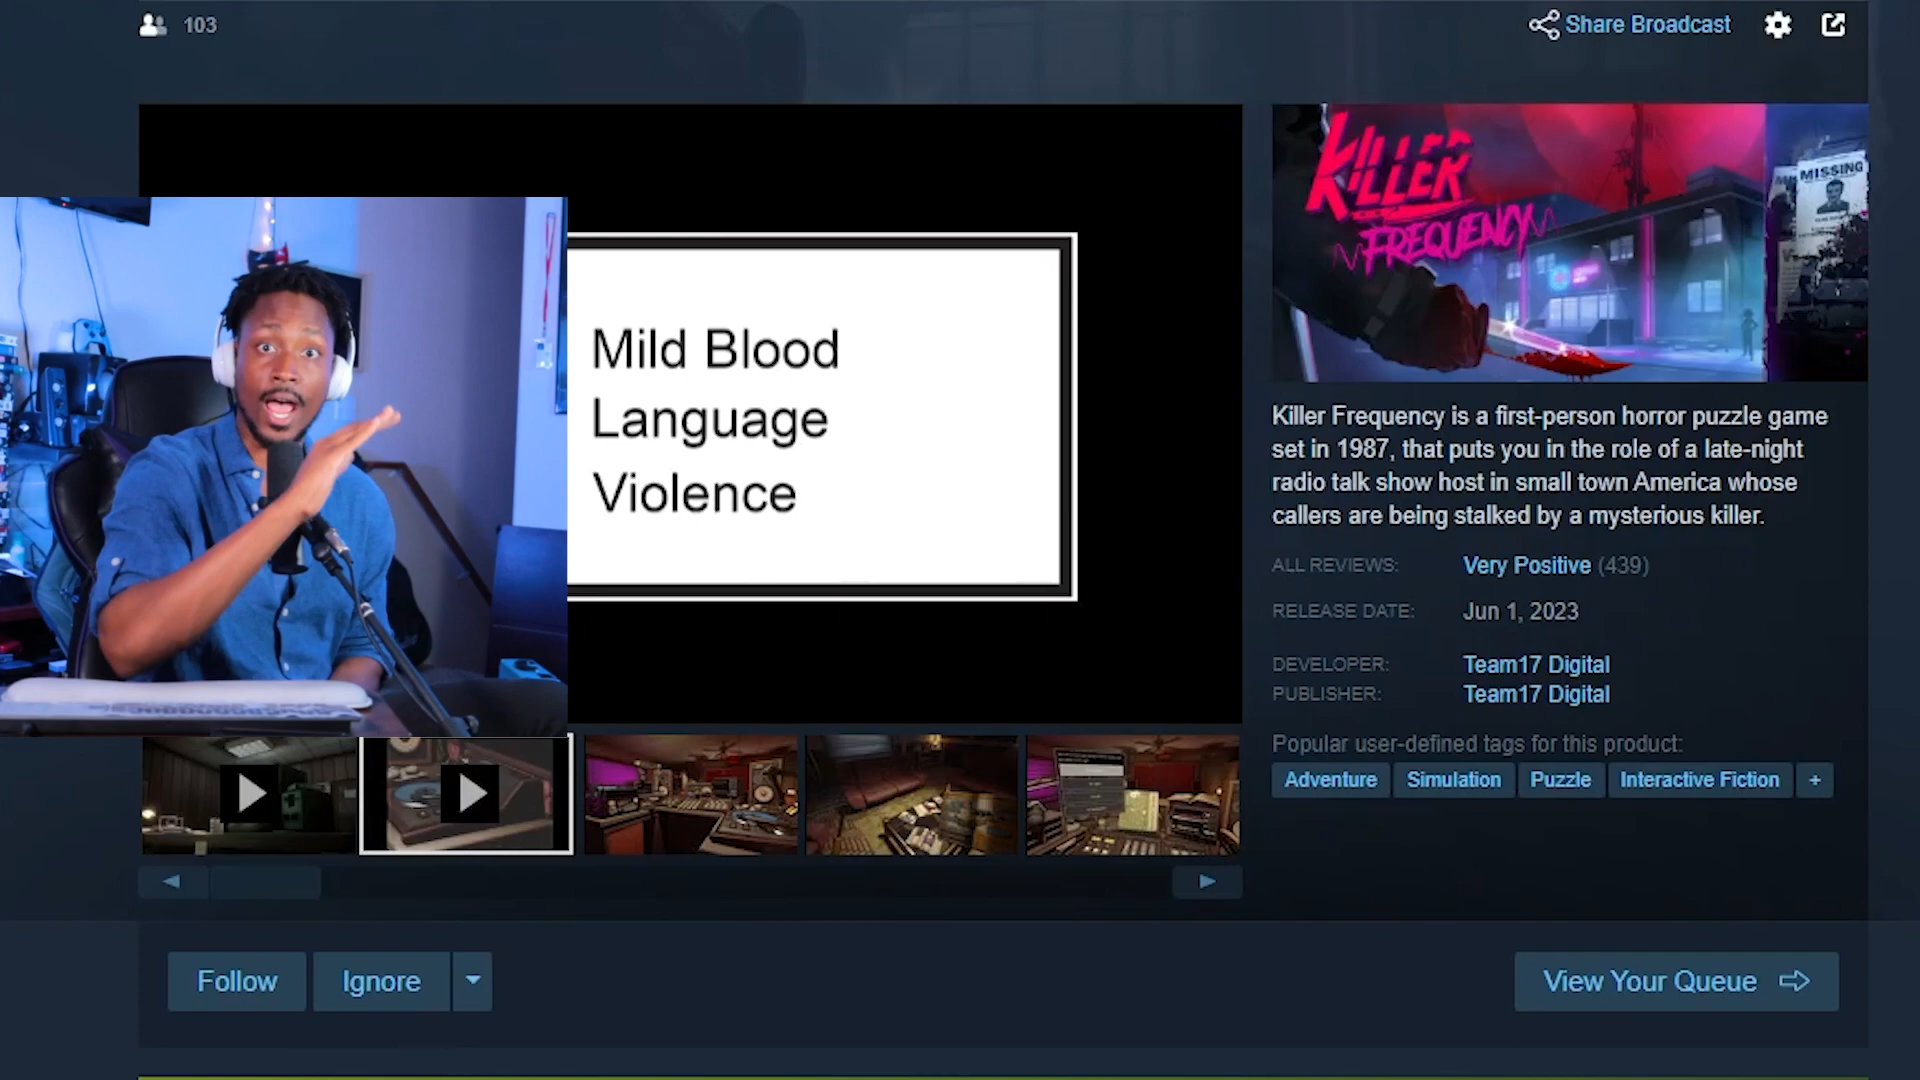 103
Share Broadcast
KILLER
FREQUENCY
MISSING
Mild Blood
Language
Violence
Killer Frequency is a first-person horror puzzle game
set in 1987, that puts you in the role of a late-night
radio talk show host in small town America whose
callers are being stalked by a mysterious killer.
ALL REVIEWS: Very Positive (439)
RELEASE DATE: Jun 1, 2023
DEVELOPER: Team17 Digital
PUBLISHER: Team17 Digital
Popular user-defined tags for this product:
Adventure Simulation Puzzle Interactive Fiction +
Follow Ignore View Your Queue